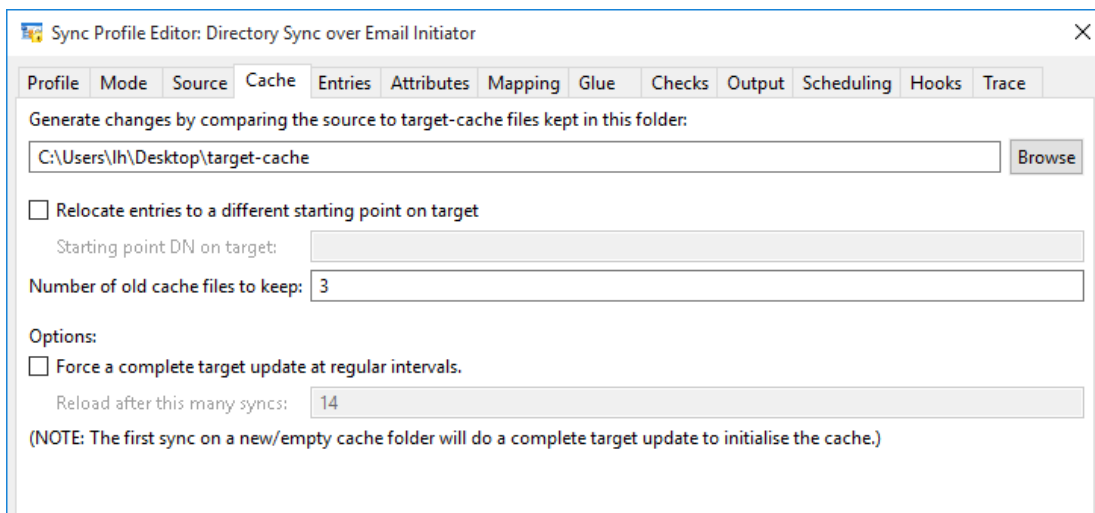 Sync Profile Editor: Directory Sync over Email Initiator
Profile Mode Source Cache Entries Attributes Mapping Glue Checks Output Scheduling Hooks Trace
Generate changes by comparing the source to target-cache files kept in this folder:
C:\Users\lh\Desktop\target-cache Browse
Relocate entries to a different starting point on target
Starting point DN on target:
Number of old cache files to keep: 3
Options:
Force a complete target update at regular intervals.
Reload after this many syncs: 14
(NOTE: The first sync on a new/empty cache folder will do a complete target update to initialise the cache.)